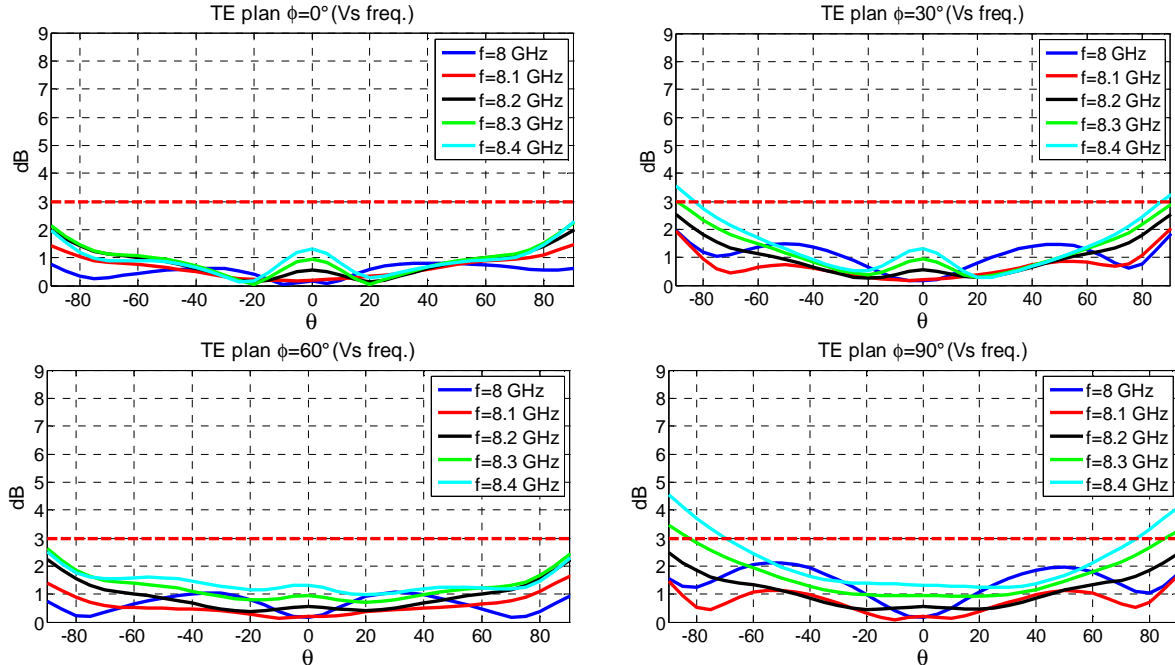 TE plan ϕ=0° (Vs freq.)
9
8
7
6
5
4
3
2
1
0
dB
-80 -60 -40 -20 0 20 40 60 80
θ
f=8 GHz
f=8.1 GHz
f=8.2 GHz
f=8.3 GHz
f=8.4 GHz
TE plan ϕ=30° (Vs freq.)
9
8
7
6
5
4
3
2
1
0
dB
-80 -60 -40 -20 0 20 40 60 80
θ
f=8 GHz
f=8.1 GHz
f=8.2 GHz
f=8.3 GHz
f=8.4 GHz
TE plan ϕ=60° (Vs freq.)
9
8
7
6
5
4
3
2
1
0
dB
-80 -60 -40 -20 0 20 40 60 80
θ
f=8 GHz
f=8.1 GHz
f=8.2 GHz
f=8.3 GHz
f=8.4 GHz
TE plan ϕ=90° (Vs freq.)
9
8
7
6
5
4
3
2
1
0
dB
-80 -60 -40 -20 0 20 40 60 80
θ
f=8 GHz
f=8.1 GHz
f=8.2 GHz
f=8.3 GHz
f=8.4 GHz